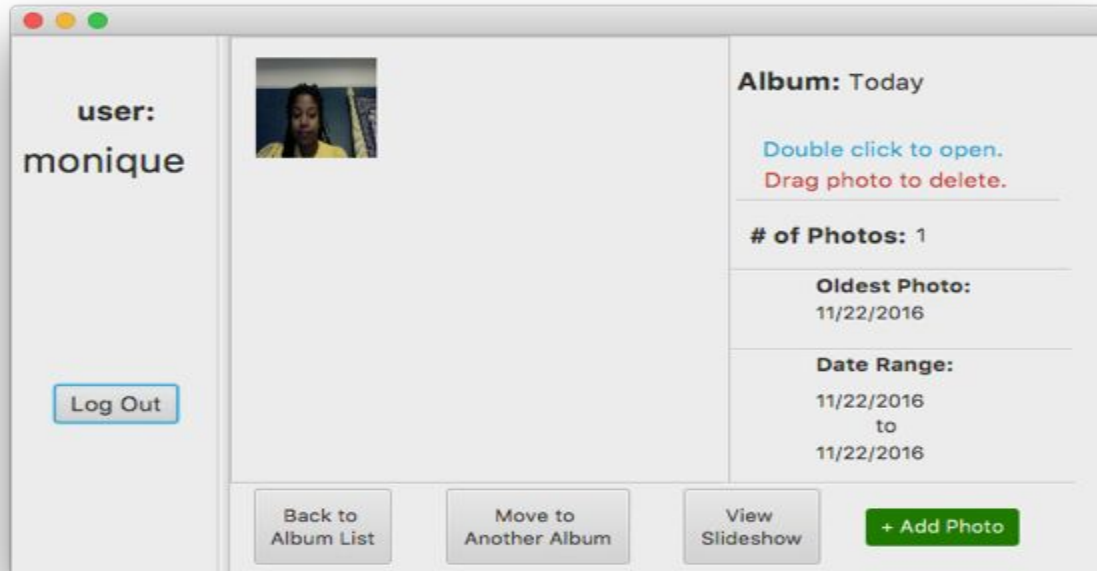 user:
monique
Log Out
Album: Today
Double click to open.
Drag photo to delete.
# of Photos: 1
Oldest Photo:
11/22/2016
Date Range:
11/22/2016
to
11/22/2016
Back to
Album List
Move to
Another Album
View
Slideshow
+ Add Photo